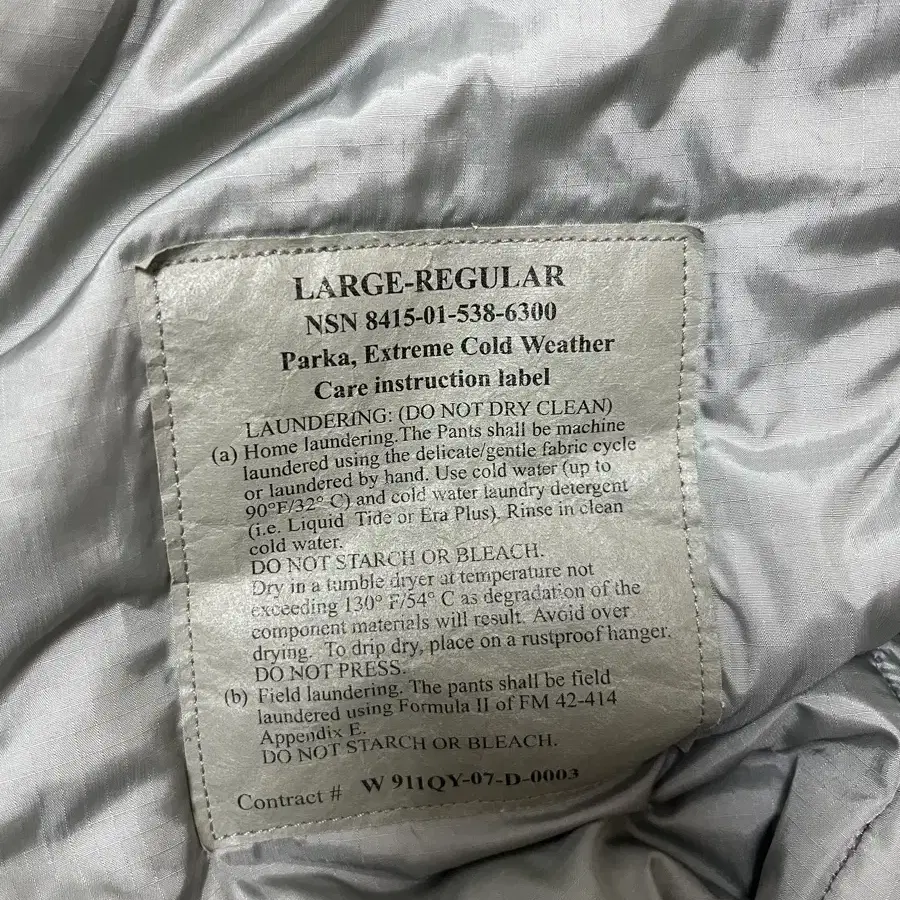 LARGE-REGULAR
NSN 8415-01-538-6300
Parka, Extreme Cold Weather
Care instruction label
LAUNDERING: (DO NOT DRY CLEAN)
(a) Home laundering.The Pants shall be machine
laundered using the delicate/gentle fabric cycle
or laundered by hand. Use cold water (up to
90°F/32° C) and cold water laundry detergent
(i.e. Liquid Tide or Era Plus). Rinse in clean
cold water.
DO NOT STARCH OR BLEACH.
Dry in a tumble dryer at temperature not
exceeding 130° F/54° C as degradation of the
component materials will result. Avoid over
drying. To drip dry, place on a rustproof hanger.
DO NOT PRESS.
(b) Field laundering. The pants shall be field
laundered using Formula II of FM 42-414
Appendix E.
DO NOT STARCH OR BLEACH.
Contract # W911QY-07-D-0003